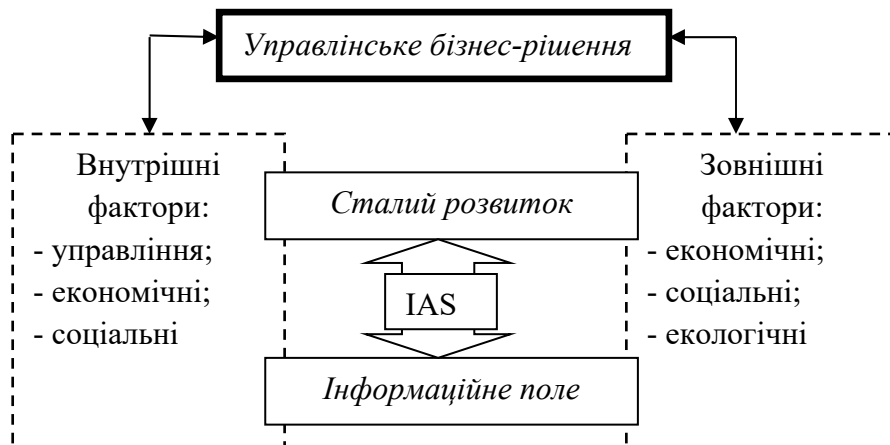 Управлінське бізнес-рішення
Внутрішні
фактори:
- управління;
- економічні;
- соціальні
Сталий розвиток
IAS
Інформаційне поле
Зовнішні
фактори:
- економічні;
- соціальні;
- екологічні